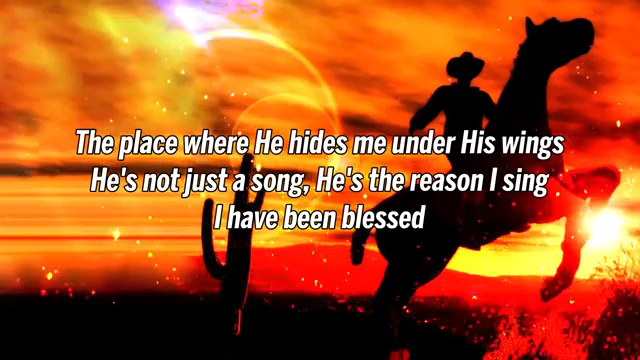 The place where He hides me under His wings
He's not just a song, He's the reason I sing
I have been blessed